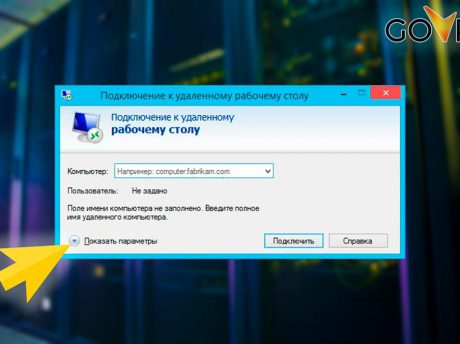 Подключение к удаленному рабочему столу
Подключение к удаленному
рабочему столу
Компьютер:
Например: computer.fabrikam.com
Пользователь: Не задано
Поле имени компьютера не заполнено. Введите полное
имя удаленного компьютера.
Показать параметры
Подключить
Справка